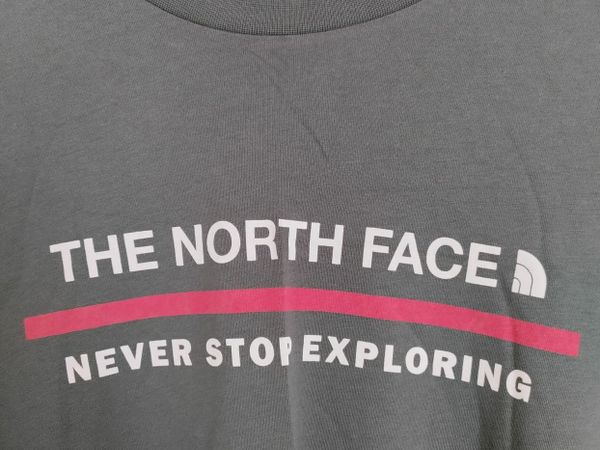 THE NORTH FACE
NEVER STOP EXPLORING